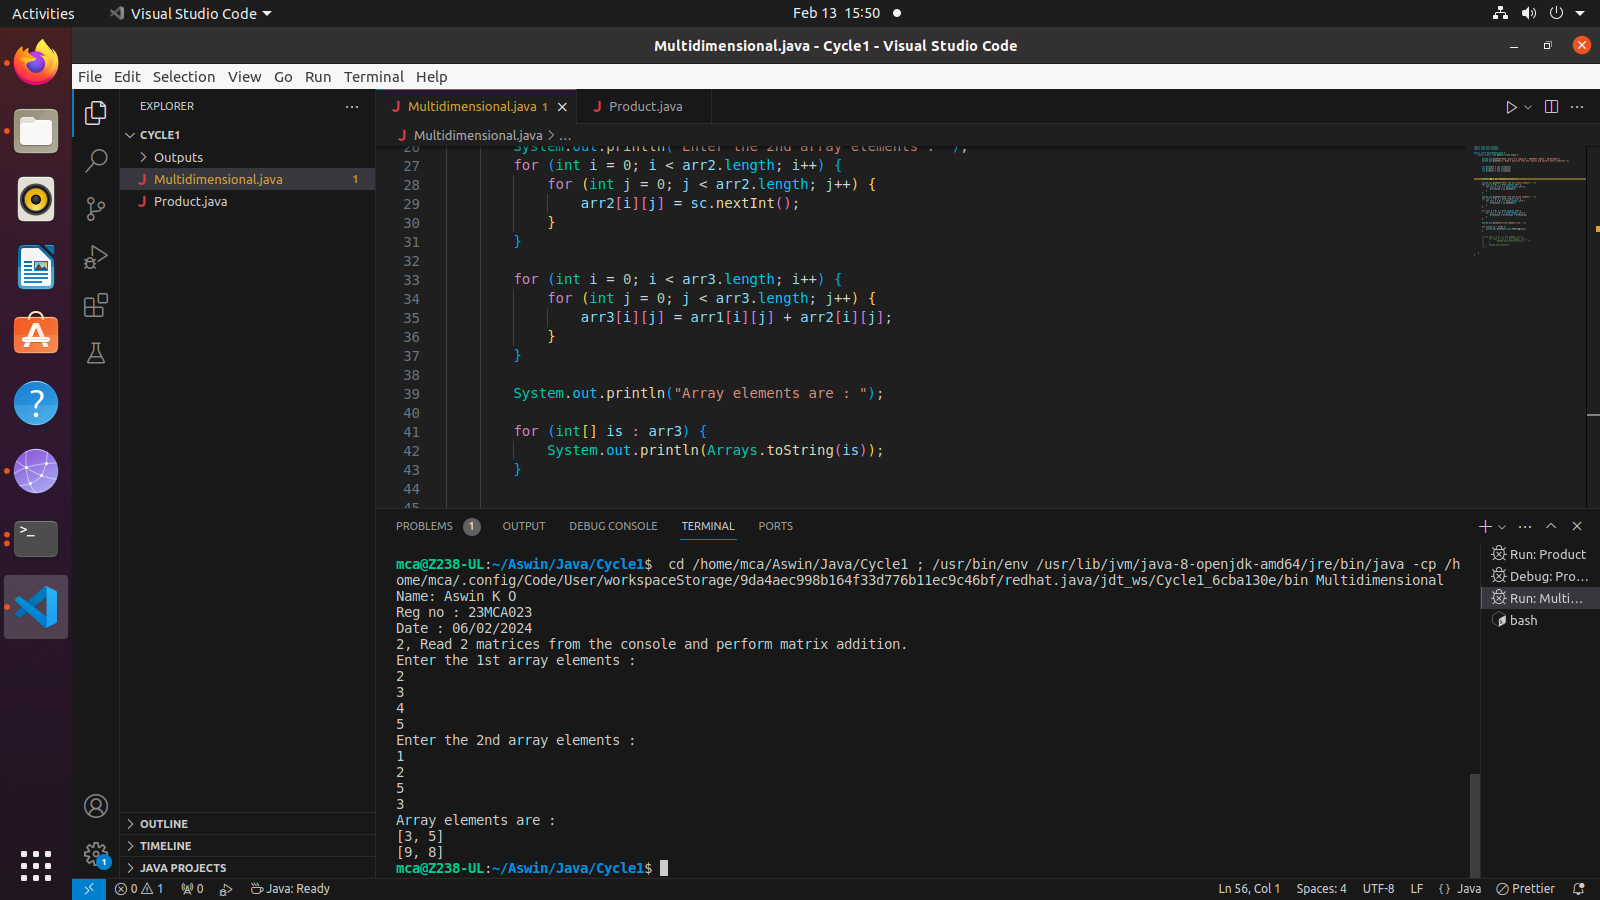 Activities
Visual Studio Code
Feb 13 15:50
Multidimensional.java - Cycle1 - Visual Studio Code
File Edit Selection View Go Run Terminal Help
EXPLORER
CYCLE1
Outputs
Multidimensional.java 1
Product.java
OUTLINE
TIMELINE
JAVA PROJECTS
Multidimensional.java 1
Product.java
Multidimensional.java > ...
26 System.out.println("Enter the 2nd array elements : ");
27 for (int i = 0; i < arr2.length; i++) {
28 for (int j = 0; j < arr2.length; j++) {
29 arr2[i][j] = sc.nextInt();
30 }
31 }
32
33 for (int i = 0; i < arr3.length; i++) {
34 for (int j = 0; j < arr3.length; j++) {
35 arr3[i][j] = arr1[i][j] + arr2[i][j];
36 }
37 }
38
39 System.out.println("Array elements are : ");
40
41 for (int[] is : arr3) {
42 System.out.println(Arrays.toString(is));
43 }
44
45
PROBLEMS 1 OUTPUT DEBUG CONSOLE TERMINAL PORTS
mca@Z238-UL:~/Aswin/Java/Cycle1$ cd /home/mca/Aswin/Java/Cycle1 ; /usr/bin/env /usr/lib/jvm/java-8-openjdk-amd64/jre/bin/java -cp /h
ome/mca/.config/Code/User/workspaceStorage/9da4aec998b164f33d776b11ec9c46bf/redhat.java/jdt_ws/Cycle1_6cba130e/bin Multidimensional
Name: Aswin K O
Reg no : 23MCA023
Date : 06/02/2024
2, Read 2 matrices from the console and perform matrix addition.
Enter the 1st array elements :
2
3
4
5
Enter the 2nd array elements :
1
2
5
3
Array elements are :
[3, 5]
[9, 8]
mca@Z238-UL:~/Aswin/Java/Cycle1$
Run: Product
Debug: Pro...
Run: Multi...
bash
1
0 1 0 Java: Ready
Ln 56, Col 1 Spaces: 4 UTF-8 LF {} Java Prettier